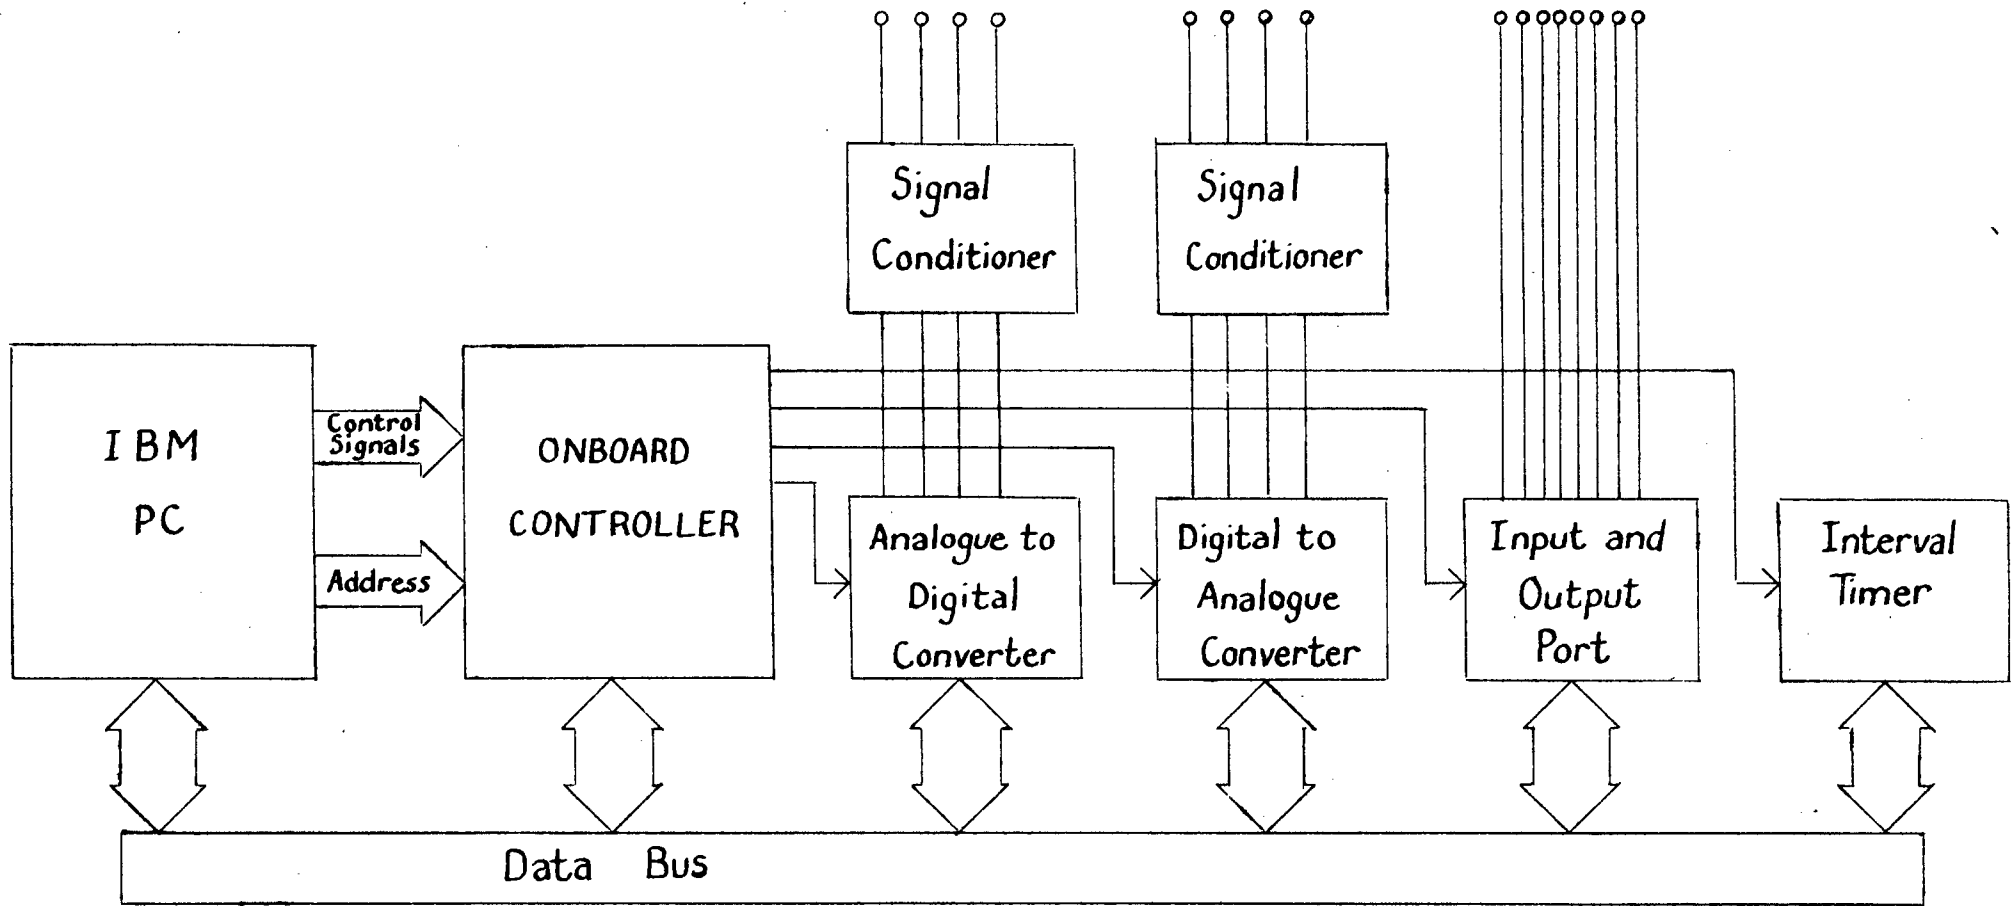 Signal
Conditioner
Signal
Conditioner
IBM
PC
Control
Signals
Address
ONBOARD
CONTROLLER
Analogue to
Digital
Converter
Digital to
Analogue
Converter
Input and
Output
Port
Interval
Timer
Data Bus